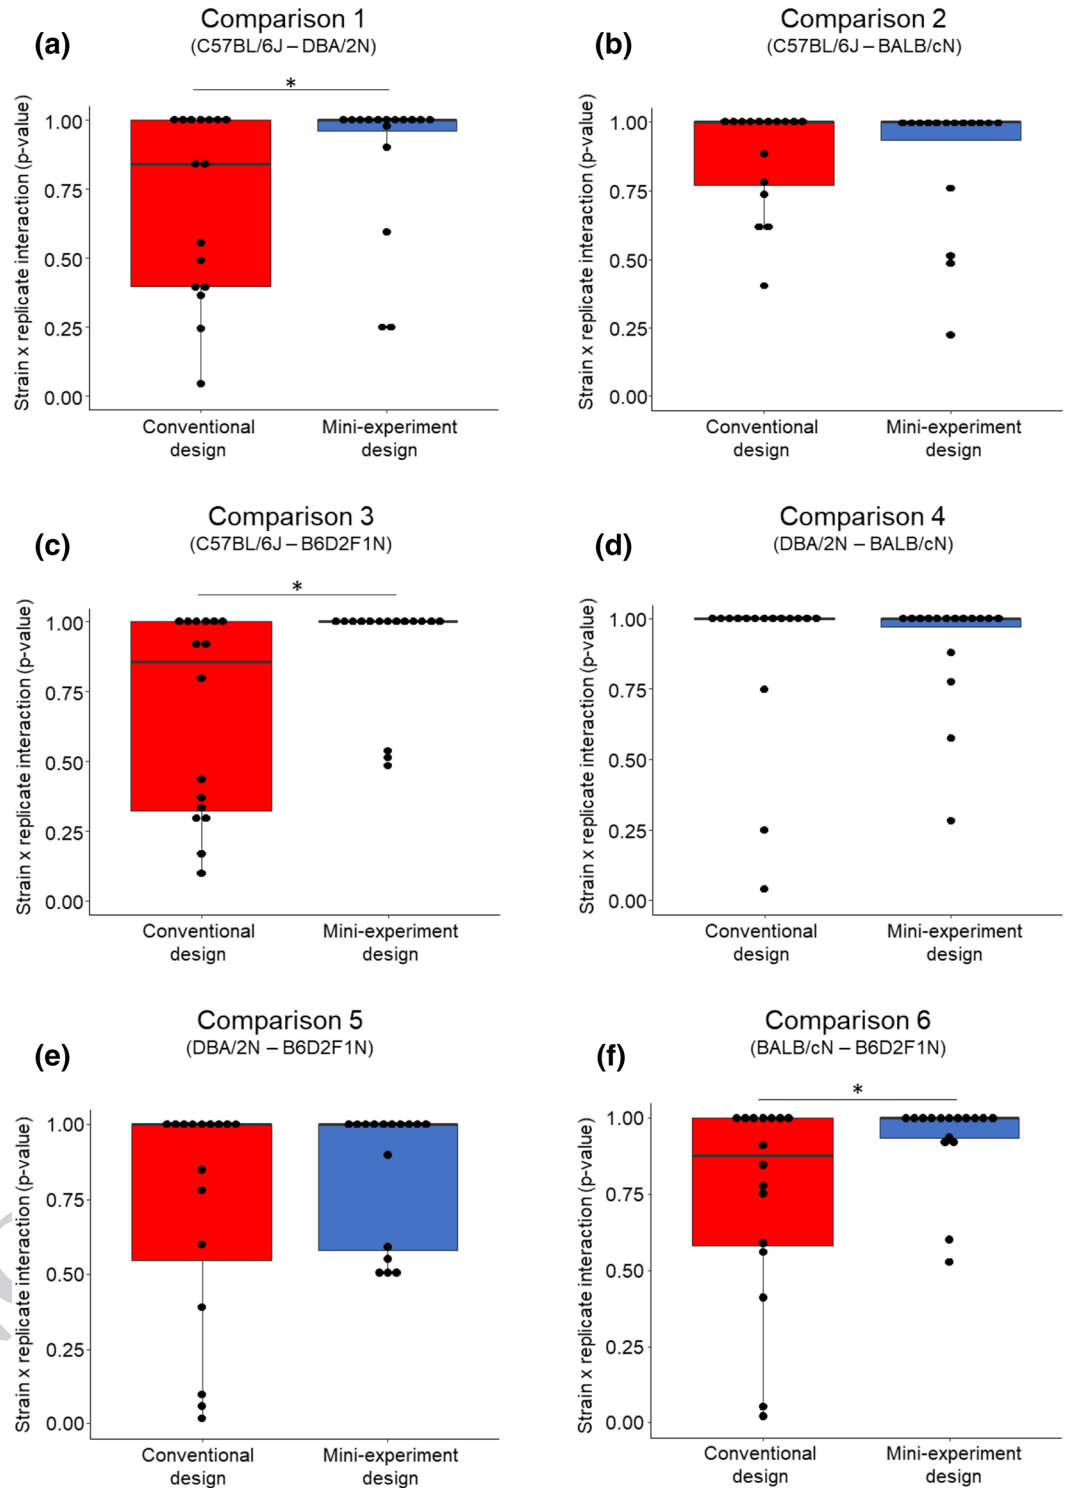 Comparison 1
(C57BL/6J – DBA/2N)
(a)
*
Strain x replicate interaction (p-value)
1.00
0.75
0.50
0.25
0.00
Conventional design
Mini-experiment design
Comparison 2
(C57BL/6J – BALB/cN)
(b)
Strain x replicate interaction (p-value)
1.00
0.75
0.50
0.25
0.00
Conventional design
Mini-experiment design
Comparison 3
(C57BL/6J – B6D2F1N)
(c)
*
Strain x replicate interaction (p-value)
1.00
0.75
0.50
0.25
0.00
Conventional design
Mini-experiment design
Comparison 4
(DBA/2N – BALB/cN)
(d)
Strain x replicate interaction (p-value)
1.00
0.75
0.50
0.25
0.00
Conventional design
Mini-experiment design
Comparison 5
(DBA/2N – B6D2F1N)
(e)
Strain x replicate interaction (p-value)
1.00
0.75
0.50
0.25
0.00
Conventional design
Mini-experiment design
Comparison 6
(BALB/cN – B6D2F1N)
(f)
*
Strain x replicate interaction (p-value)
1.00
0.75
0.50
0.25
0.00
Conventional design
Mini-experiment design